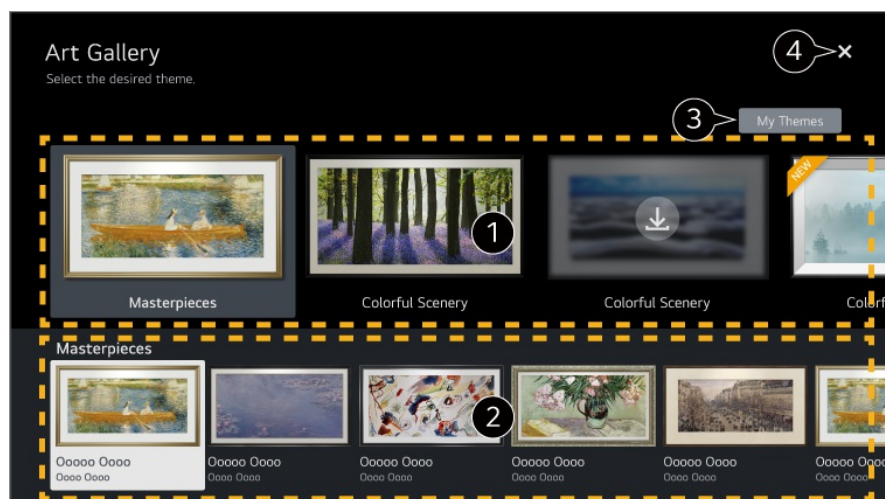 Art Gallery
Select the desired theme.
4
3
My Themes
NEW
1
Masterpieces
Colorful Scenery
Colorful Scenery
Colorf
Masterpieces
2
Ooooo Oooo
Ooooo Oooo
Ooooo Oooo
Ooooo Oooo
Ooooo Oooo
Ooooo Ooo
Oooo Oooo
Oooo Oooo
Oooo Oooo
Oooo Oooo
Oooo Oooo
Oooo Oooo